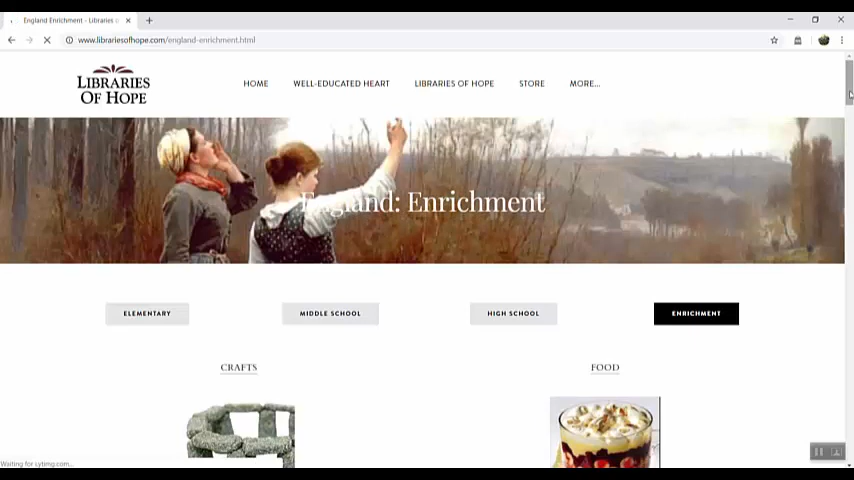 England Enrichment - Libraries o
www.librariesofhope.com/england-enrichment.html
LIBRARIES
OF HOPE
HOME
WELL-EDUCATED HEART
LIBRARIES OF HOPE
STORE
MORE...
England: Enrichment
ELEMENTARY
MIDDLE SCHOOL
HIGH SCHOOL
ENRICHMENT
CRAFTS
FOOD
Waiting for s.ytimg.com...